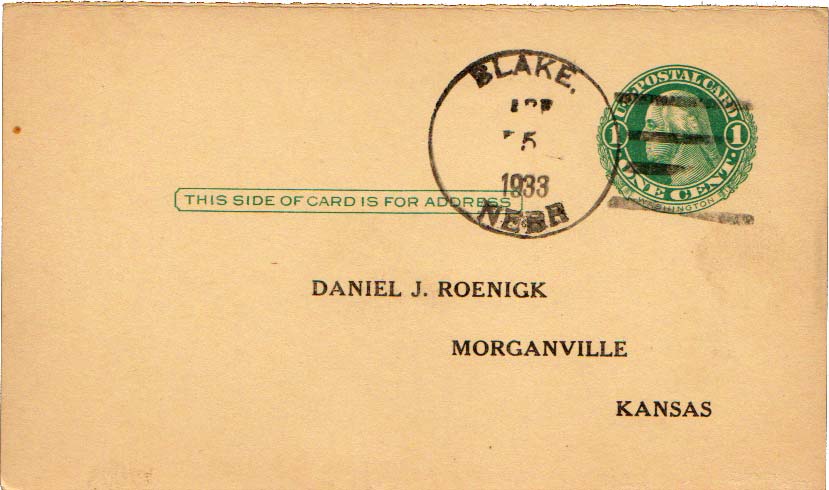 BLAKE.
5
1933
NEBR
U.S. POSTAL CARD
1 1
ONE CENT.
WASHINGTON
THIS SIDE OF CARD IS FOR ADDRESS
DANIEL J. ROENIGK
MORGANVILLE
KANSAS